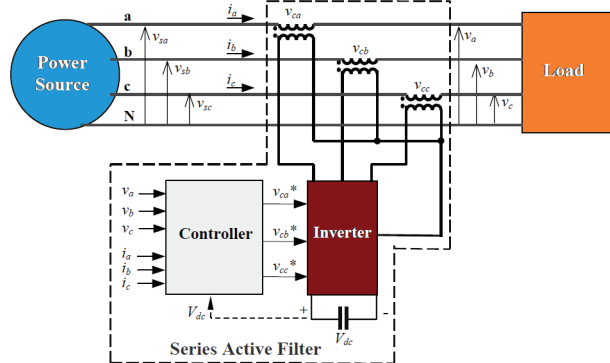 a
i_a
v_ca
Power
Source
v_sa
b
i_b
v_cb
v_a
Load
v_sb
v_b
c
i_c
v_cc
v_sc
v_c
N
v_a
v_b
v_c
i_a
i_b
i_c
Controller
v_ca*
v_cb*
v_cc*
Inverter
V_dc
+
-
V_dc
Series Active Filter